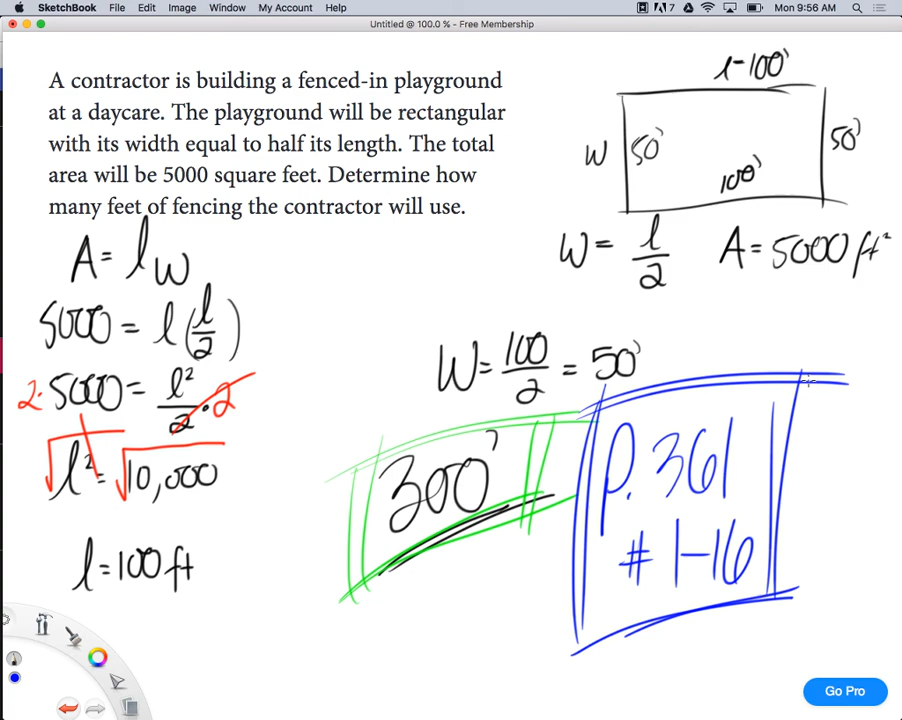 SketchBook File Edit Image Window My Account Help 7 Mon 9:56 AM
Untitled @ 100.0 % - Free Membership
A contractor is building a fenced-in playground
at a daycare. The playground will be rectangular
with its width equal to half its length. The total
area will be 5000 square feet. Determine how
many feet of fencing the contractor will use.
l-100'
W 50' 50'
100'
W = l/2 A = 5000 ft²
A = lw
5000 = l(l/2)
2·5000 = l²/2 · 2
√l² = √10,000
l = 100 ft
W = 100/2 = 50'
300'
p. 361
# 1-16
Go Pro